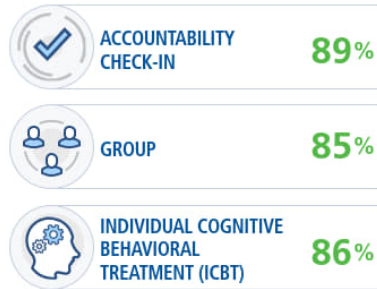 ACCOUNTABILITY
CHECK-IN
89%
GROUP
85%
INDIVIDUAL COGNITIVE
BEHAVIORAL
TREATMENT (ICBT)
86%